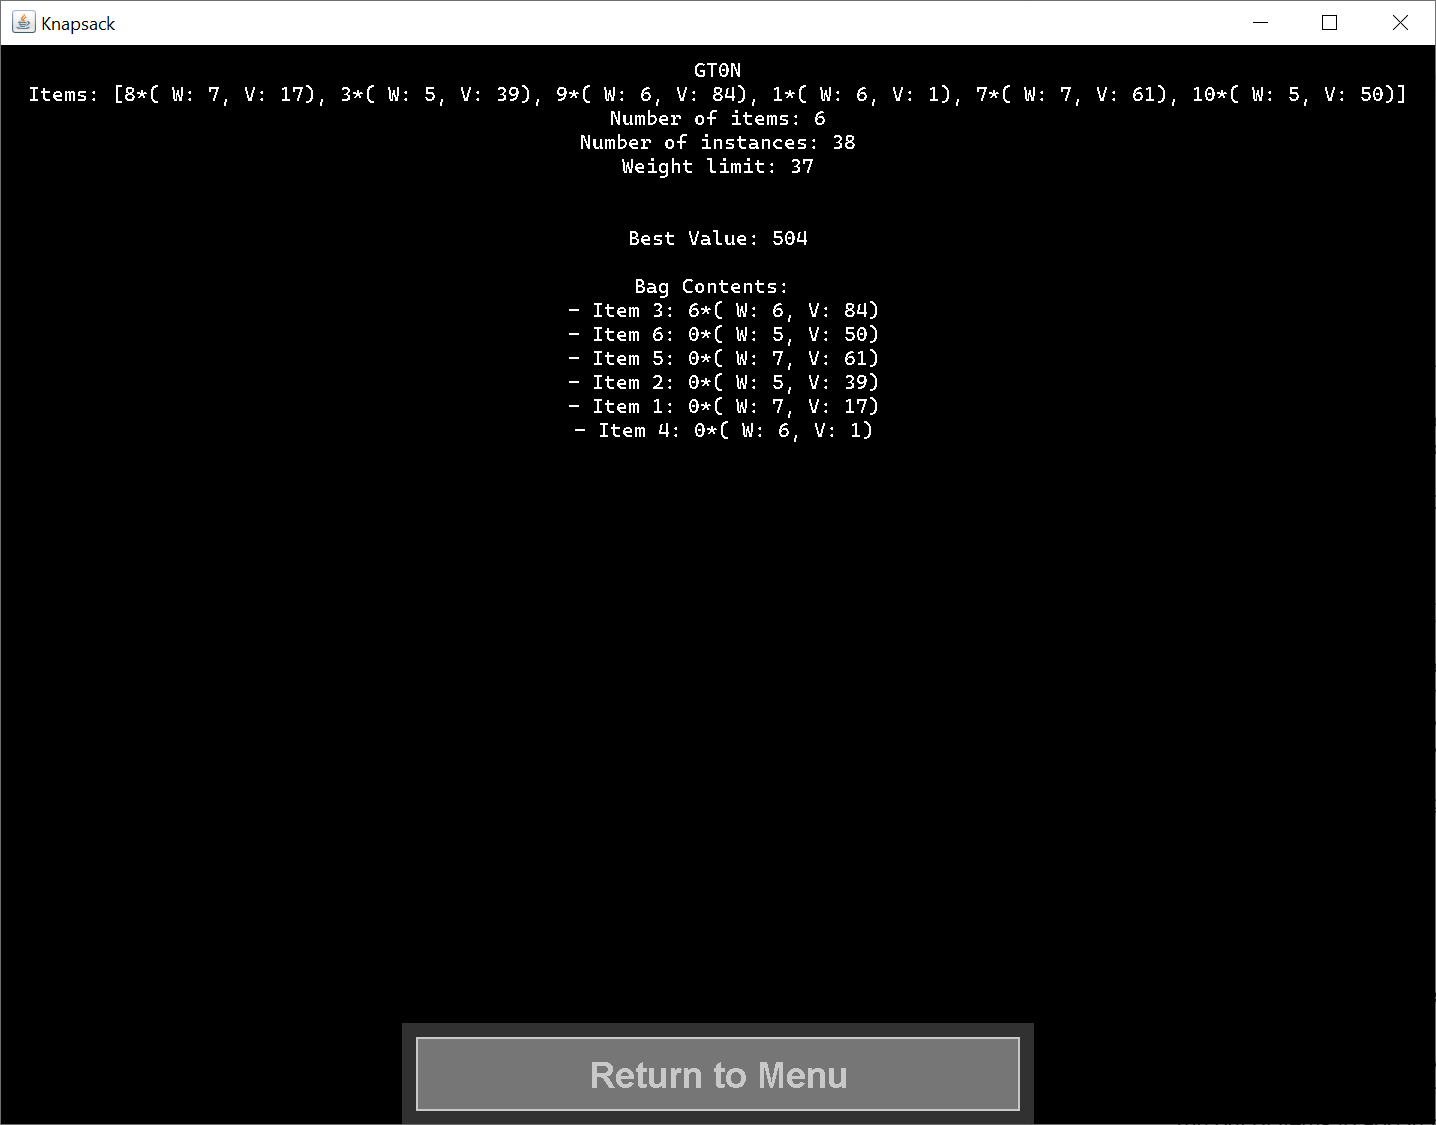 Knapsack
GT0N
Items: [8*( W: 7, V: 17), 3*( W: 5, V: 39), 9*( W: 6, V: 84), 1*( W: 6, V: 1), 7*( W: 7, V: 61), 10*( W: 5, V: 50)]
Number of items: 6
Number of instances: 38
Weight limit: 37
Best Value: 504
Bag Contents:
- Item 3: 6*( W: 6, V: 84)
- Item 6: 0*( W: 5, V: 50)
- Item 5: 0*( W: 7, V: 61)
- Item 2: 0*( W: 5, V: 39)
- Item 1: 0*( W: 7, V: 17)
- Item 4: 0*( W: 6, V: 1)
Return to Menu